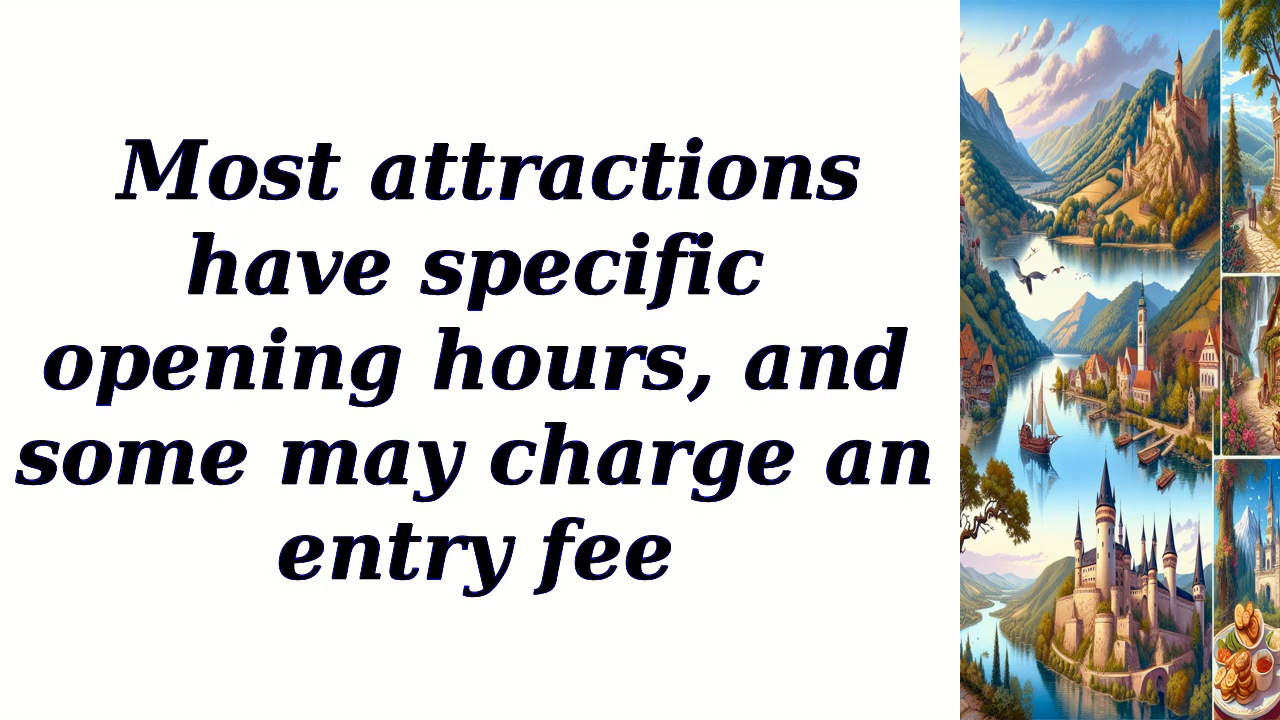 Most attractions
have specific
opening hours, and
some may charge an
entry fee